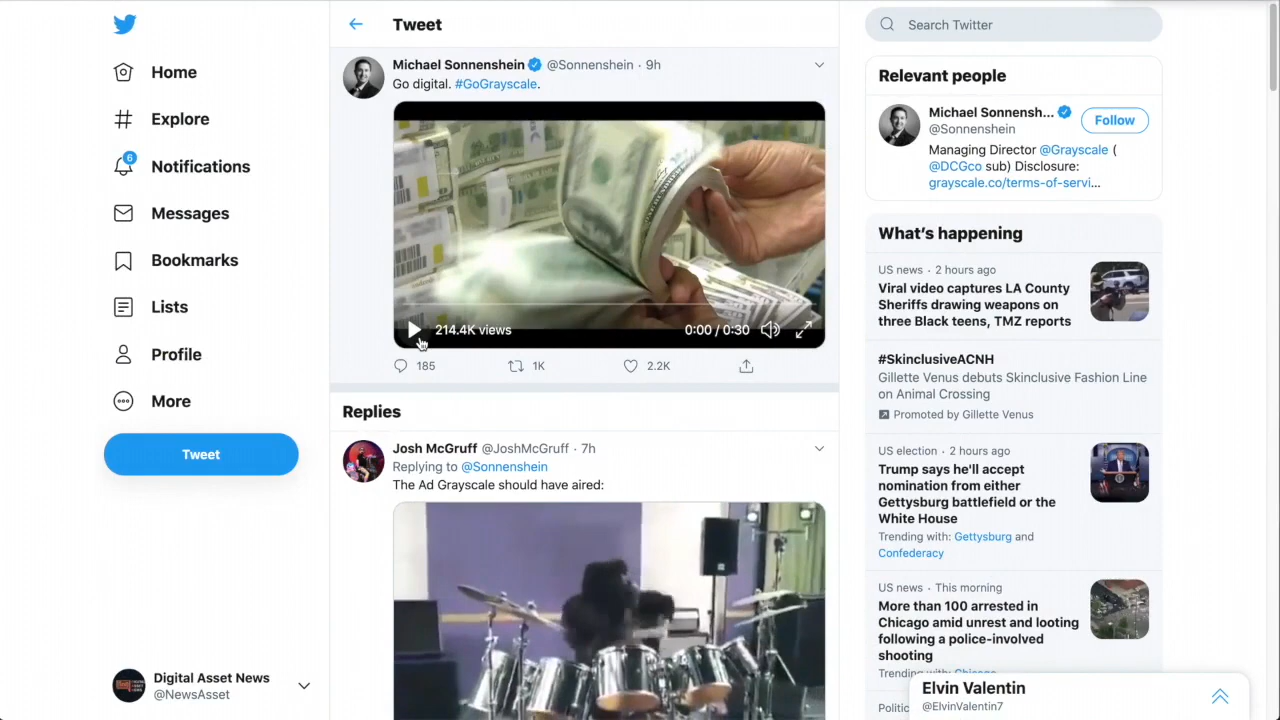 Home
Explore
6
Notifications
Messages
Bookmarks
Lists
Profile
More
Tweet
Digital Asset News
@NewsAsset
Tweet
Michael Sonnenshein @Sonnenshein · 9h
Go digital. #GoGrayscale.
214.4K views
0:00 / 0:30
185
1K
2.2K
Replies
Josh McGruff @JoshMcGruff · 7h
Replying to @Sonnenshein
The Ad Grayscale should have aired:
Search Twitter
Relevant people
Michael Sonnensh...
@Sonnenshein
Follow
Managing Director @Grayscale (
@DCGco sub) Disclosure:
grayscale.co/terms-of-servi...
What's happening
US news · 2 hours ago
Viral video captures LA County
Sheriffs drawing weapons on
three Black teens, TMZ reports
#SkinclusiveACNH
Gillette Venus debuts Skinclusive Fashion Line
on Animal Crossing
Promoted by Gillette Venus
US election · 2 hours ago
Trump says he'll accept
nomination from either
Gettysburg battlefield or the
White House
Trending with: Gettysburg and
Confederacy
US news · This morning
More than 100 arrested in
Chicago amid unrest and looting
following a police-involved
shooting
Trending with: Chicago
Politic
Elvin Valentin
@ElvinValentin7